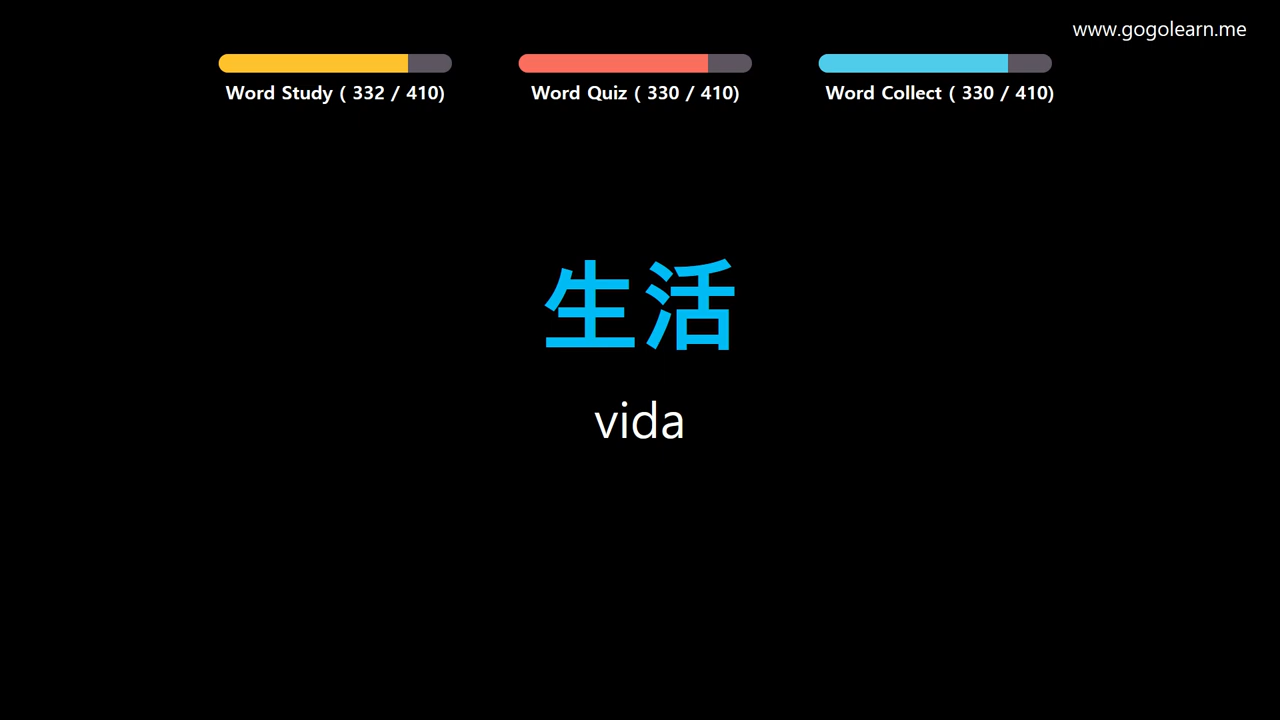 www.gogolearn.me
Word Study ( 332 / 410)
Word Quiz ( 330 / 410)
Word Collect ( 330 / 410)
生活
vida